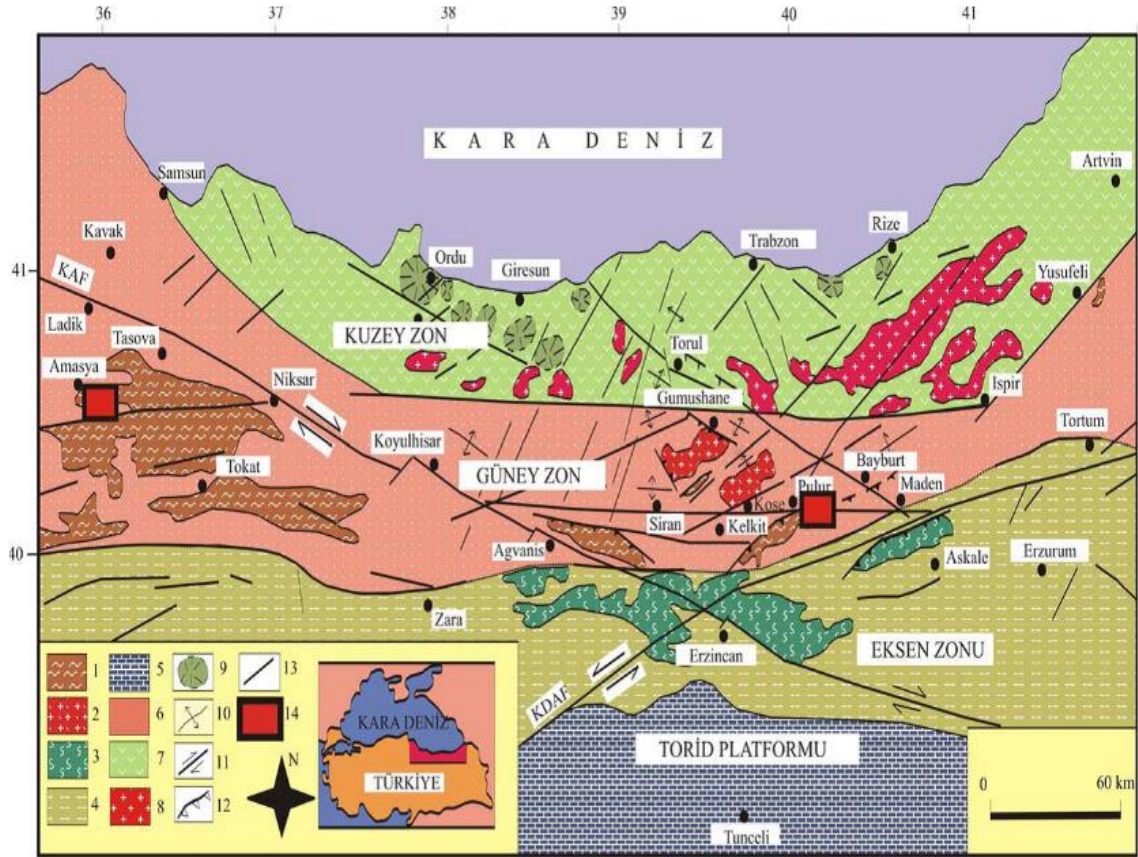 36 37 38 39 40 41
KARA DENİZ
Artvin
Samsun
Kavak
Rize
Trabzon
41
KAF
Ordu
Giresun
Yusufeli
Ladik
KUZEY ZON
Tasova
Torul
Amasya
Ispir
Niksar
Gumushane
Tortum
Koyulhisar
Bayburt
Tokat
GÜNEY ZON
Pulur
Maden
Kose
Siran
Kelkit
40
Agvanis
Askale
Erzurum
Zara
Erzincan
EKSEN ZONU
KDAF
TORİD PLATFORMU
Tunceli
1 5 9 13
2 6 10 14
3 7 11 N
4 8 12
KARA DENİZ
TÜRKİYE
0 60 km